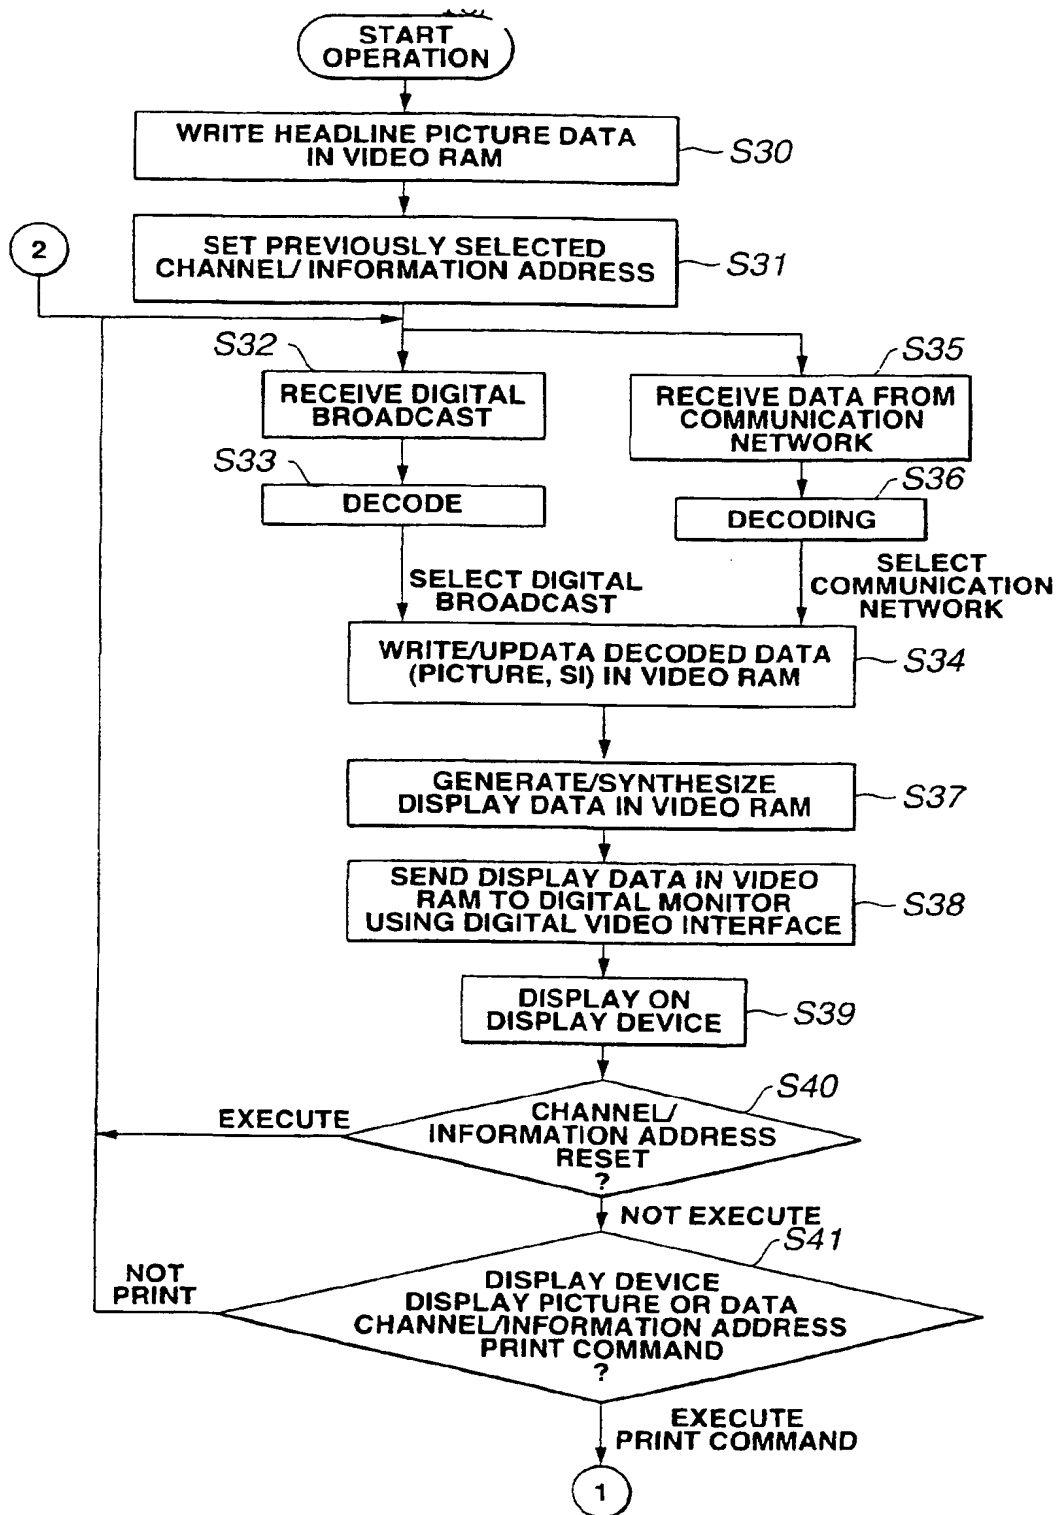 START
OPERATION
WRITE HEADLINE PICTURE DATA
IN VIDEO RAM
S30
2
SET PREVIOUSLY SELECTED
CHANNEL/ INFORMATION ADDRESS
S31
S32
RECEIVE DIGITAL
BROADCAST
S35
RECEIVE DATA FROM
COMMUNICATION
NETWORK
S33
DECODE
S36
DECODING
SELECT DIGITAL
BROADCAST
SELECT
COMMUNICATION
NETWORK
WRITE/UPDATA DECODED DATA
(PICTURE, SI) IN VIDEO RAM
S34
GENERATE/SYNTHESIZE
DISPLAY DATA IN VIDEO RAM
S37
SEND DISPLAY DATA IN VIDEO
RAM TO DIGITAL MONITOR
USING DIGITAL VIDEO INTERFACE
S38
DISPLAY ON
DISPLAY DEVICE
S39
S40
EXECUTE
CHANNEL/
INFORMATION ADDRESS
RESET
?
NOT EXECUTE
S41
NOT
PRINT
DISPLAY DEVICE
DISPLAY PICTURE OR DATA
CHANNEL/INFORMATION ADDRESS
PRINT COMMAND
?
EXECUTE
PRINT COMMAND
1